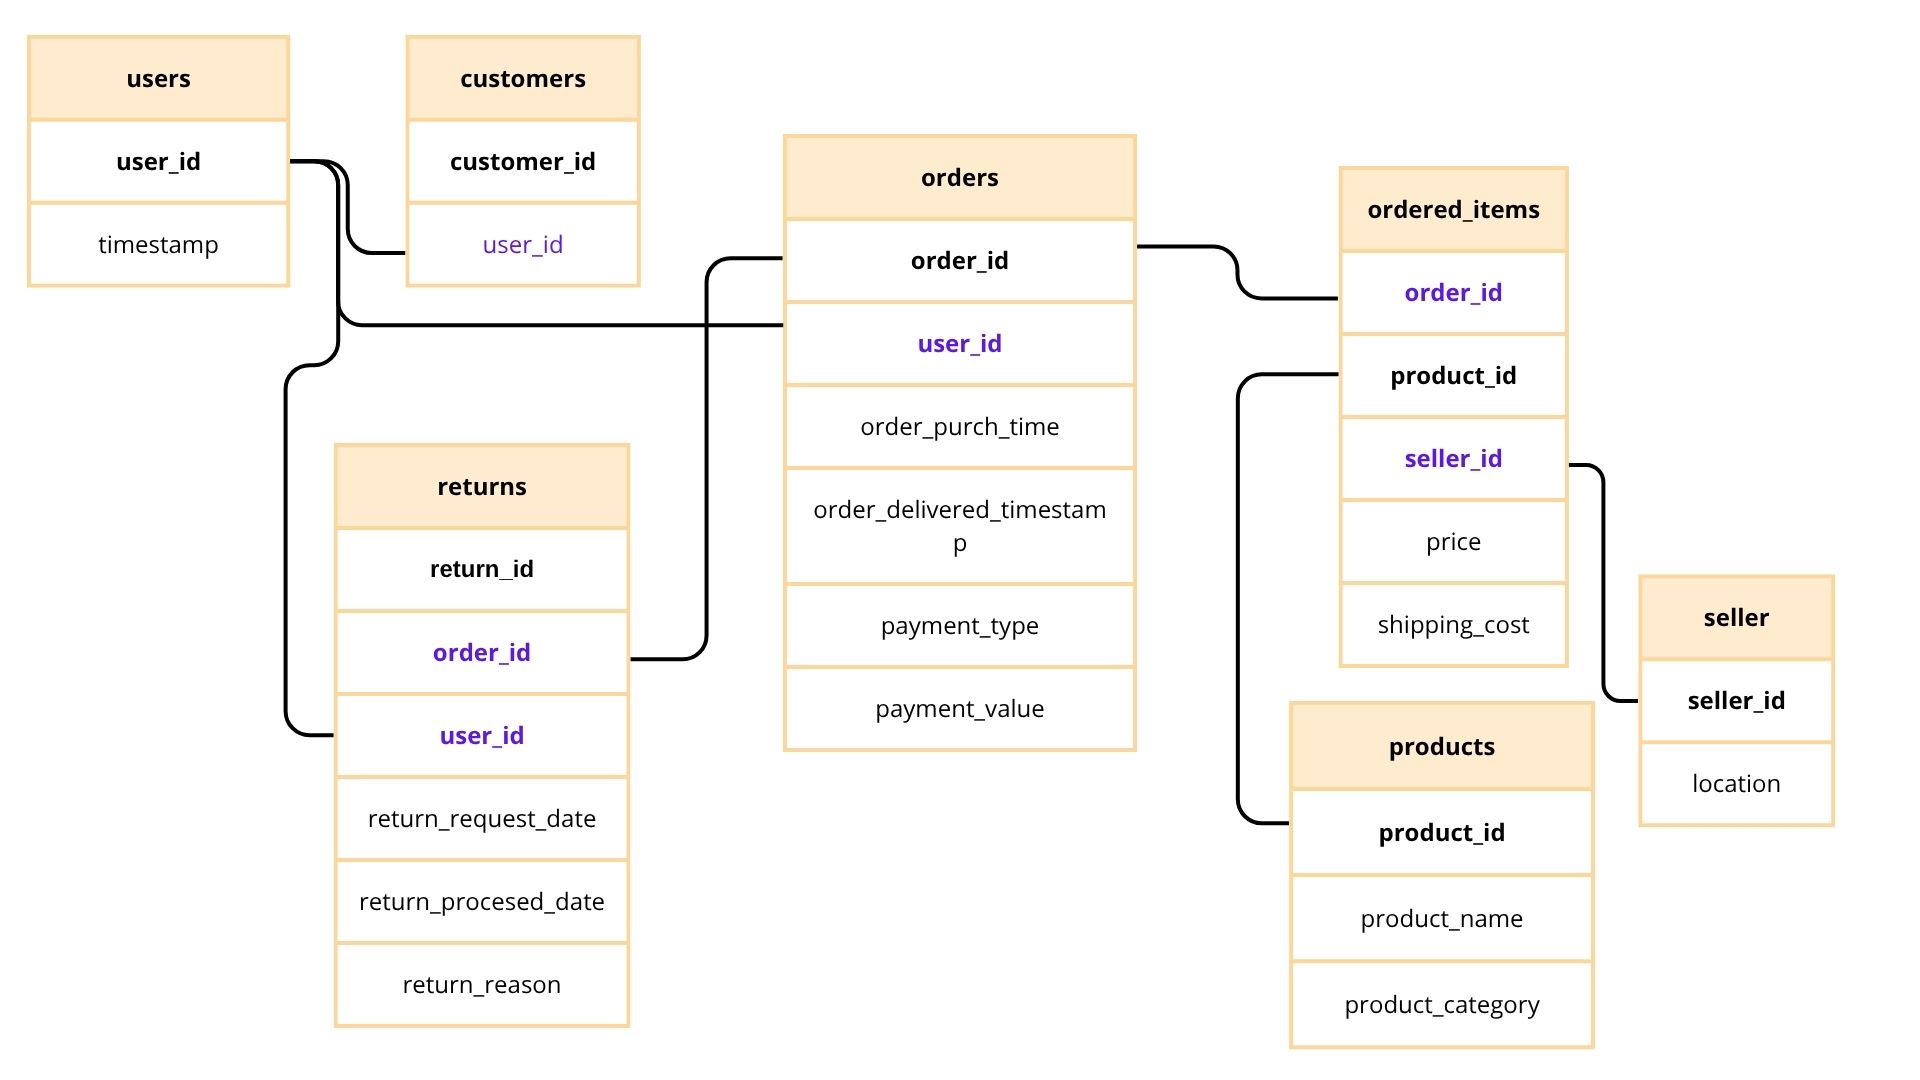 users
user_id
timestamp
customers
customer_id
user_id
orders
order_id
user_id
order_purch_time
order_delivered_timestam
p
payment_type
payment_value
ordered_items
order_id
product_id
seller_id
price
shipping_cost
returns
return_id
order_id
user_id
return_request_date
return_procesed_date
return_reason
seller
seller_id
location
products
product_id
product_name
product_category